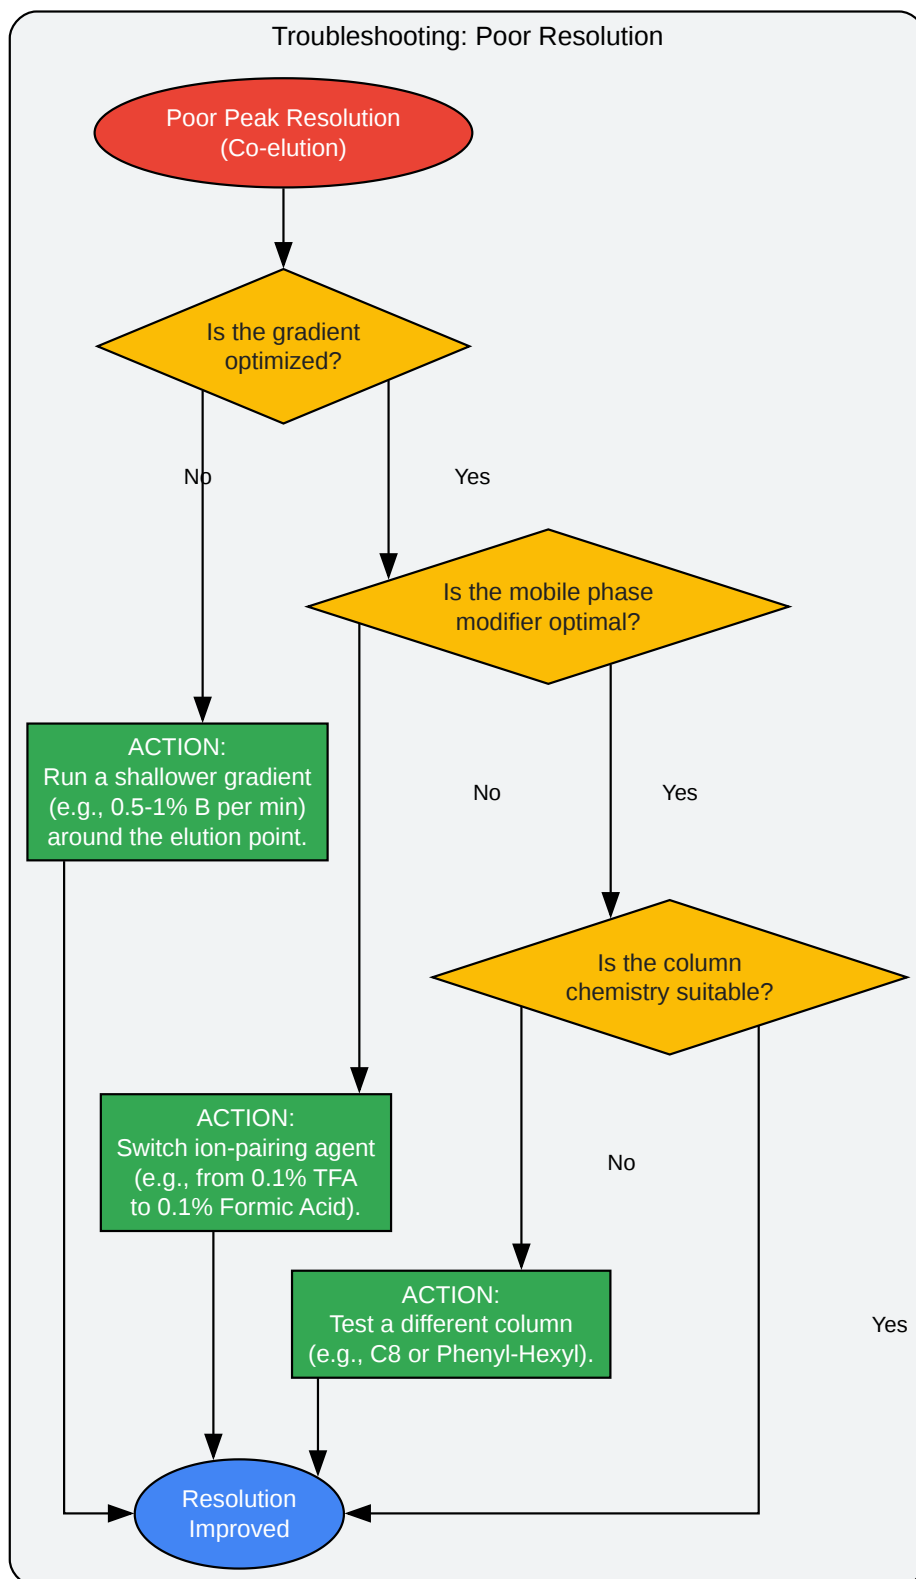 Troubleshooting: Poor Resolution
Poor Peak Resolution
(Co-elution)
Is the gradient
optimized?
No
Yes
Is the mobile phase
modifier optimal?
ACTION:
Run a shallower gradient
(e.g., 0.5-1% B per min)
around the elution point.
No
Yes
Is the column
chemistry suitable?
ACTION:
Switch ion-pairing agent
(e.g., from 0.1% TFA
to 0.1% Formic Acid).
No
ACTION:
Test a different column
(e.g., C8 or Phenyl-Hexyl).
Yes
Resolution
Improved